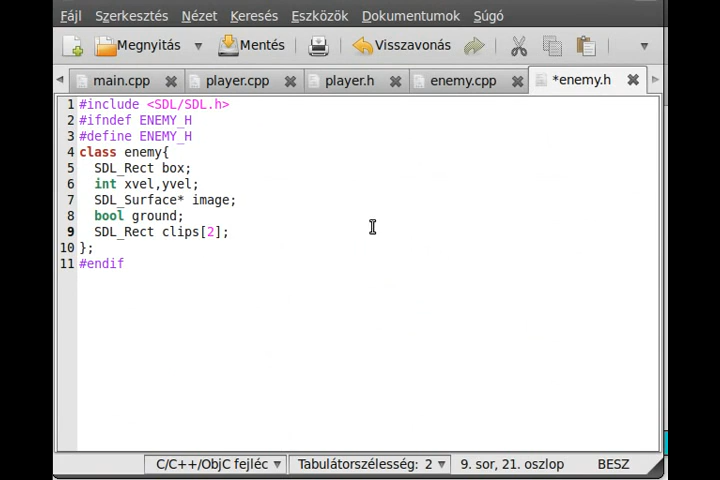 Fájl Szerkesztés Nézet Keresés Eszközök Dokumentumok Súgó
Megnyitás Mentés Visszavonás
main.cpp player.cpp player.h enemy.cpp *enemy.h
1 #include <SDL/SDL.h>
2 #ifndef ENEMY_H
3 #define ENEMY_H
4 class enemy{
5 SDL_Rect box;
6 int xvel,yvel;
7 SDL_Surface* image;
8 bool ground;
9 SDL_Rect clips[2];
10 };
11 #endif
C/C++/ObjC fejléc Tabulátorszélesség: 2 9. sor, 21. oszlop BESZ